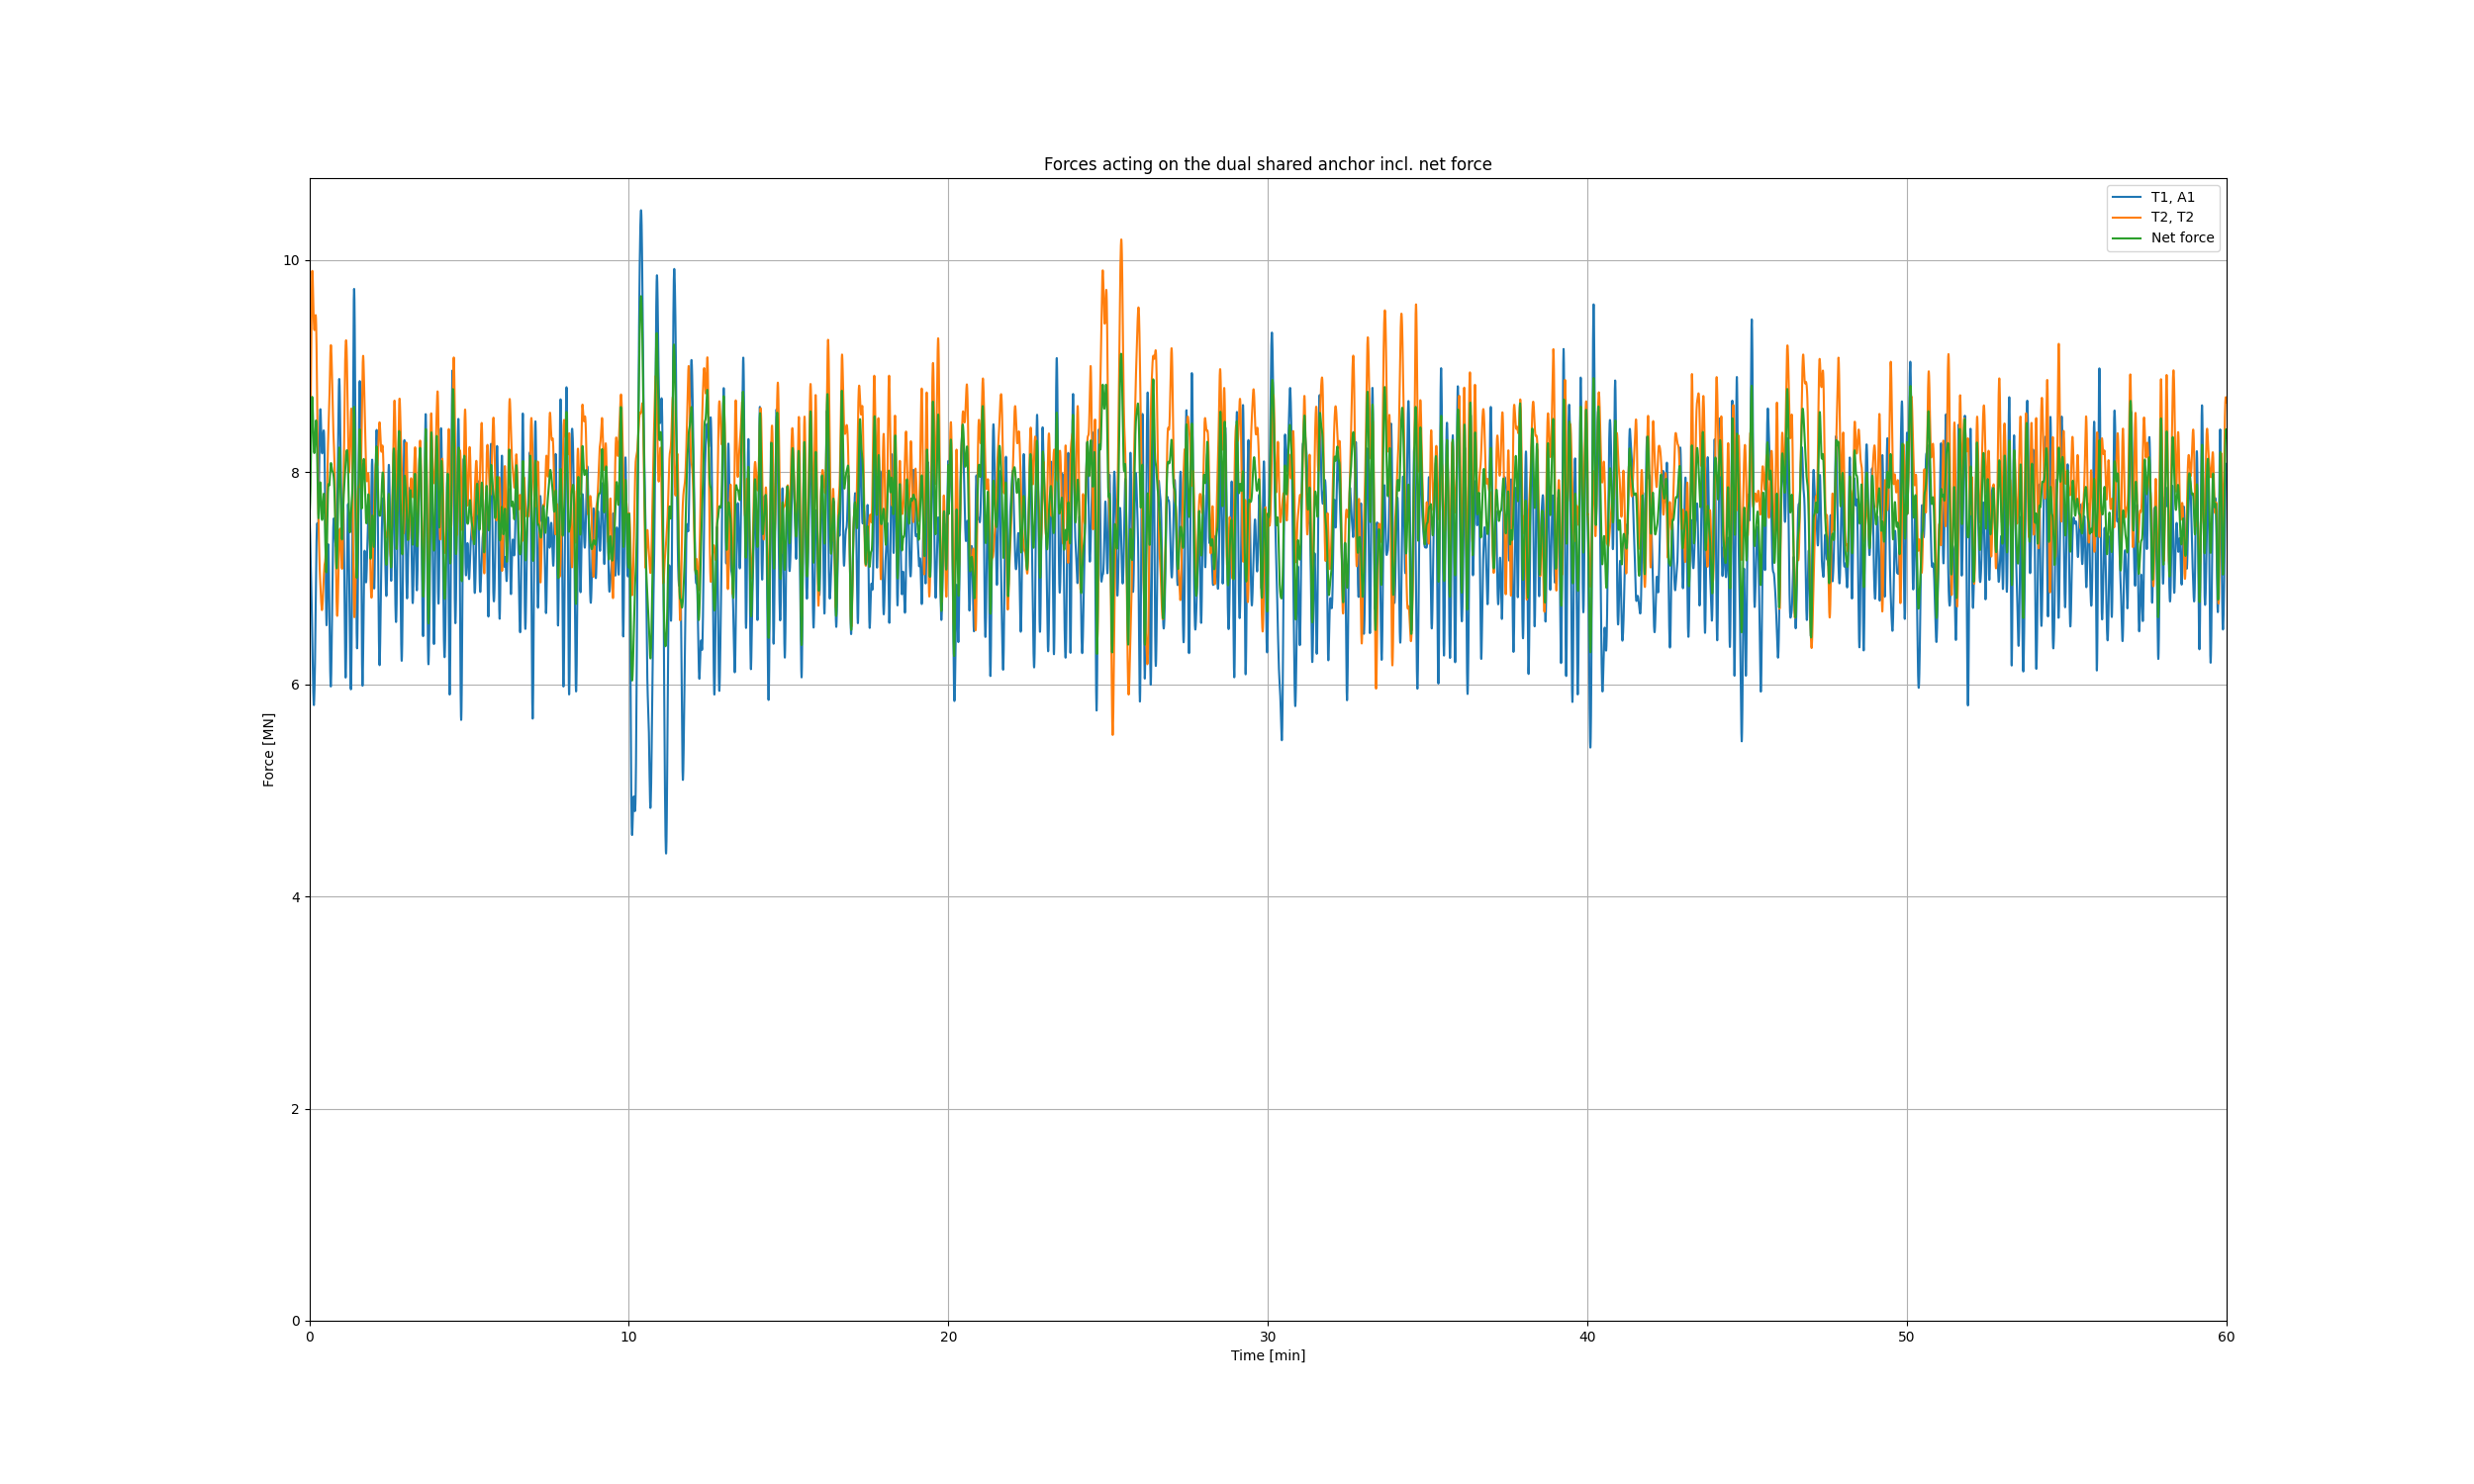 Forces acting on the dual shared anchor incl. net force
T1, A1
T2, T2
Net force
10
8
6
4
2
0
Force [MN]
0 10 20 30 40 50 60
Time [min]